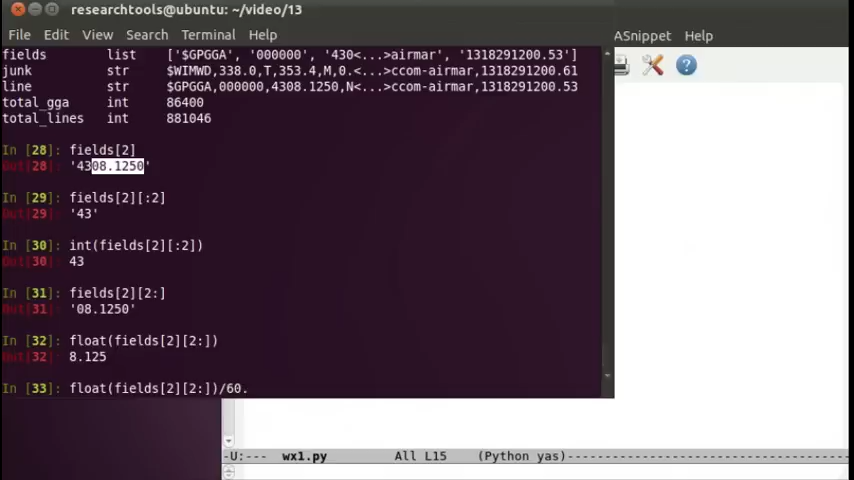 researchtools@ubuntu: ~/video/13
File Edit View Search Terminal Help
ASnippet Help
fields list ['$GPGGA', '000000', '430<...>airmar', '1318291200.53']
junk str $WIMWD,338.0,T,353.4,M,0.<...>ccom-airmar,1318291200.61
line str $GPGGA,000000,4308.1250,N<...>ccom-airmar,1318291200.53
total_gga int 86400
total_lines int 881046
In [28]: fields[2]
Out[28]: '4308.1250'
In [29]: fields[2][:2]
Out[29]: '43'
In [30]: int(fields[2][:2])
Out[30]: 43
In [31]: fields[2][2:]
Out[31]: '08.1250'
In [32]: float(fields[2][2:])
Out[32]: 8.125
In [33]: float(fields[2][2:])/60.
-U:--- wx1.py All L15 (Python yas)